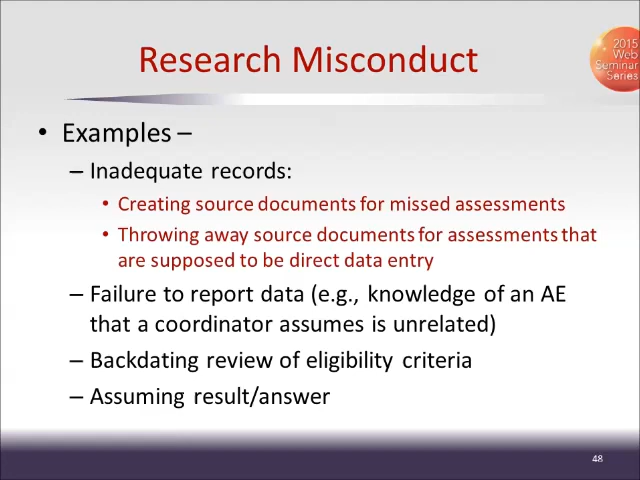 Research Misconduct
2015
Web
Seminar
Series
• Examples –
– Inadequate records:
• Creating source documents for missed assessments
• Throwing away source documents for assessments that
are supposed to be direct data entry
– Failure to report data (e.g., knowledge of an AE
that a coordinator assumes is unrelated)
– Backdating review of eligibility criteria
– Assuming result/answer
48